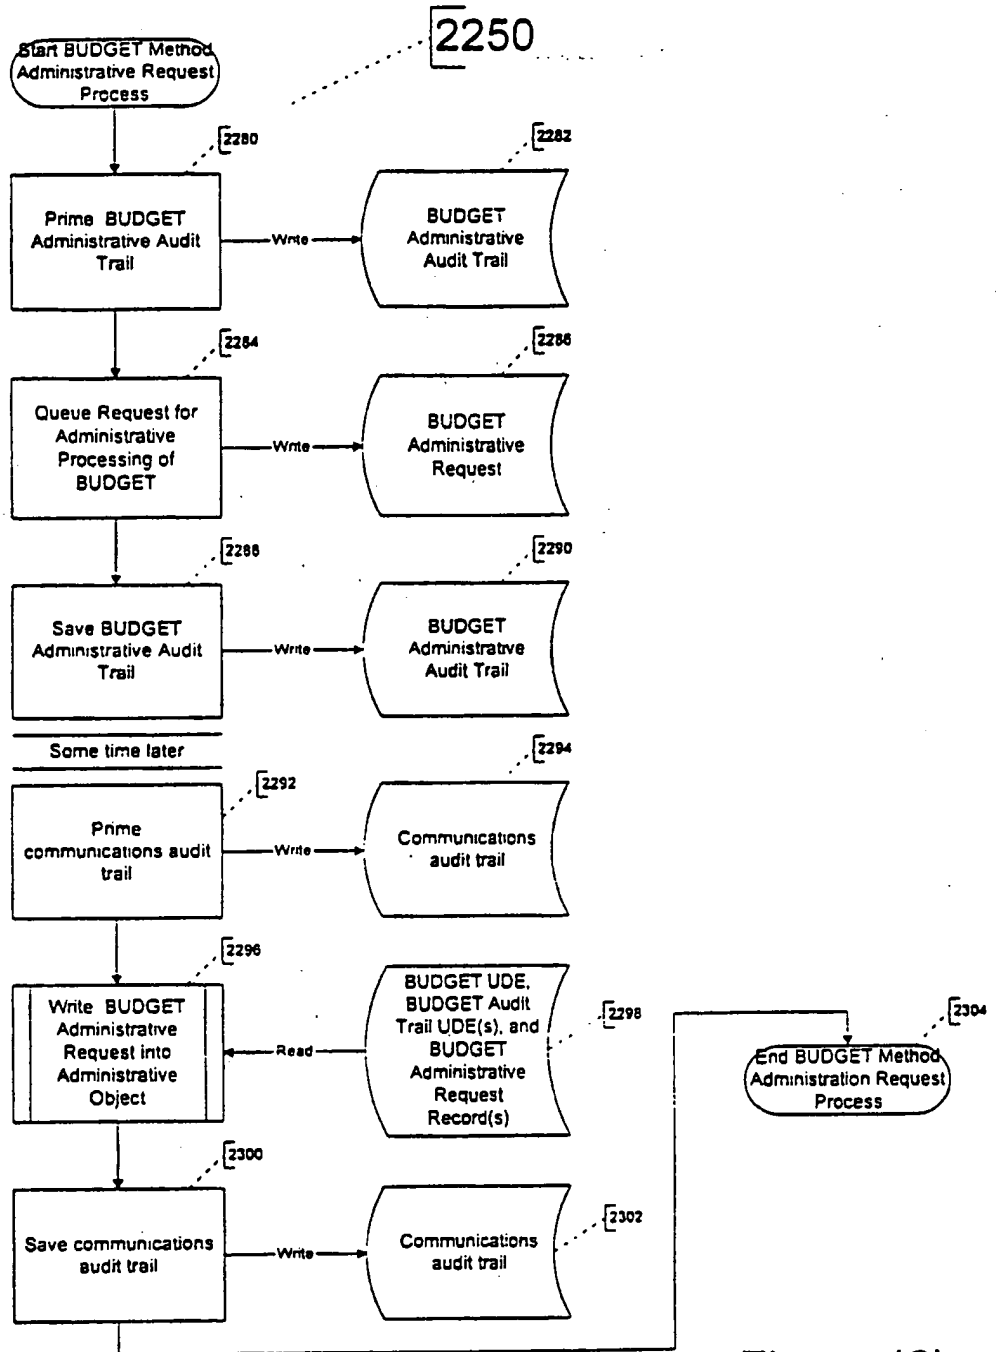 2250
Start BUDGET Method
Administrative Request
Process
2280
2282
Prime BUDGET
Administrative Audit
Trail
Write
BUDGET
Administrative
Audit Trail
2284
2286
Queue Request for
Administrative
Processing of
BUDGET
Write
BUDGET
Administrative
Request
2288
2290
Save BUDGET
Administrative Audit
Trail
Write
BUDGET
Administrative
Audit Trail
Some time later
2292
2294
Prime
communications audit
trail
Write
Communications
audit trail
2296
2298
Write BUDGET
Administrative
Request into
Administrative
Object
Read
BUDGET UDE,
BUDGET Audit
Trail UDE(s), and
BUDGET
Administrative
Request
Record(s)
2304
End BUDGET Method
Administration Request
Process
2300
2302
Save communications
audit trail
Write
Communications
audit trail